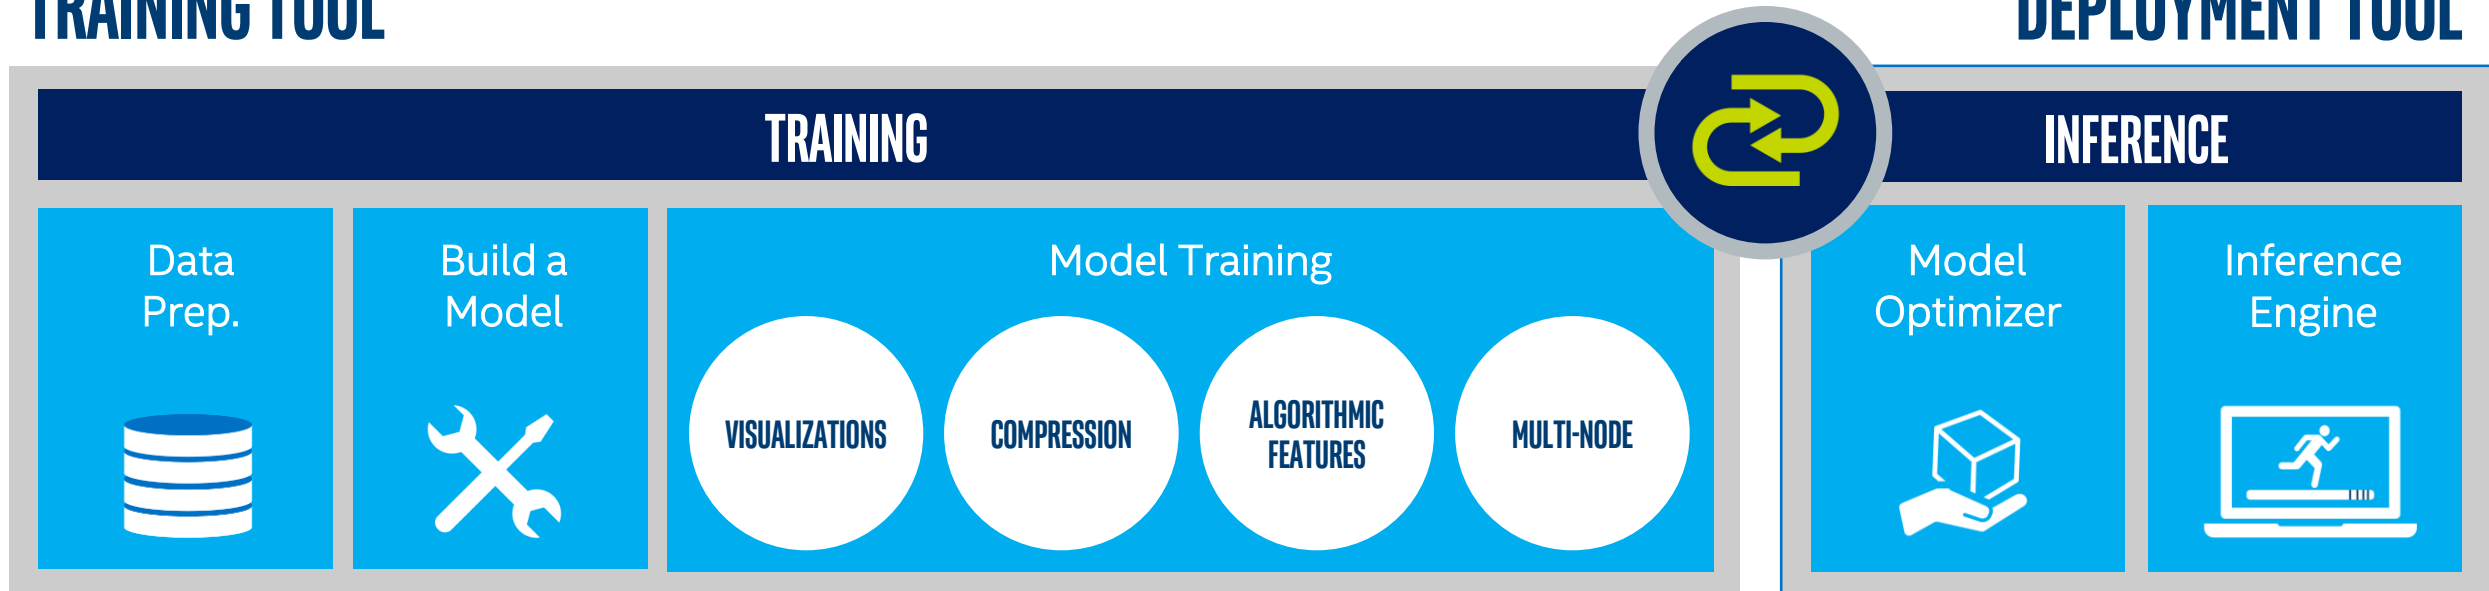 TRAINING TOOL
DEPLOYMENT TOOL
TRAINING
INFERENCE
Data
Prep.
Build a
Model
Model Training
VISUALIZATIONS
COMPRESSION
ALGORITHMIC
FEATURES
MULTI-NODE
Model
Optimizer
Inference
Engine